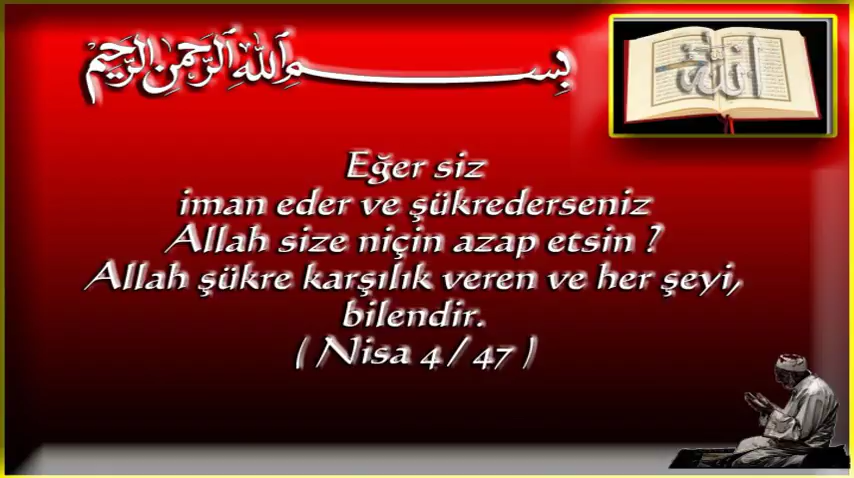 بِسْمِ اللهِ الرَّحْمٰنِ الرَّحِيْمِ
الله
Eğer siz
iman eder ve şükrederseniz
Allah size niçin azap etsin ?
Allah şükre karşılık veren ve her şeyi,
bilendir.
( Nisa 4 / 47 )